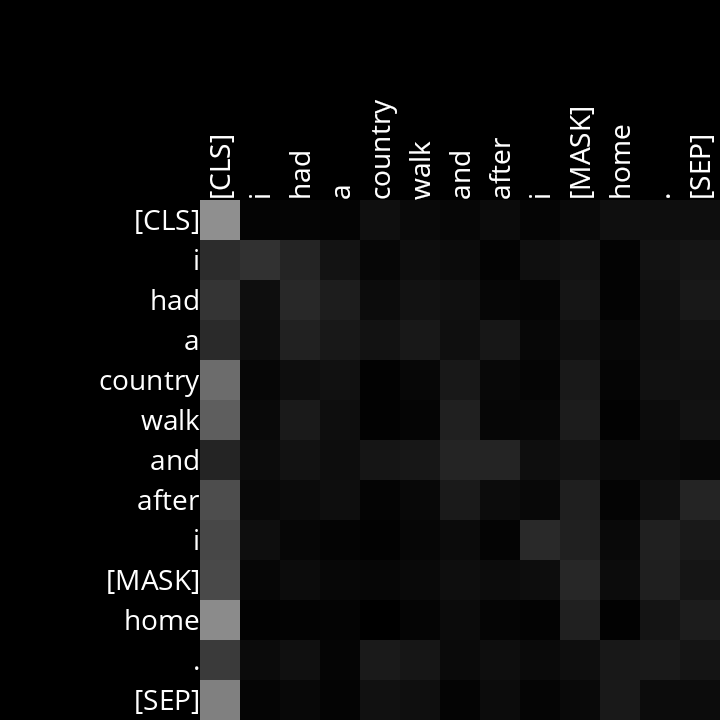 [CLS] i had a country walk and after i [MASK] home . [SEP]
[CLS]
i
had
a
country
walk
and
after
i
[MASK]
home
.
[SEP]